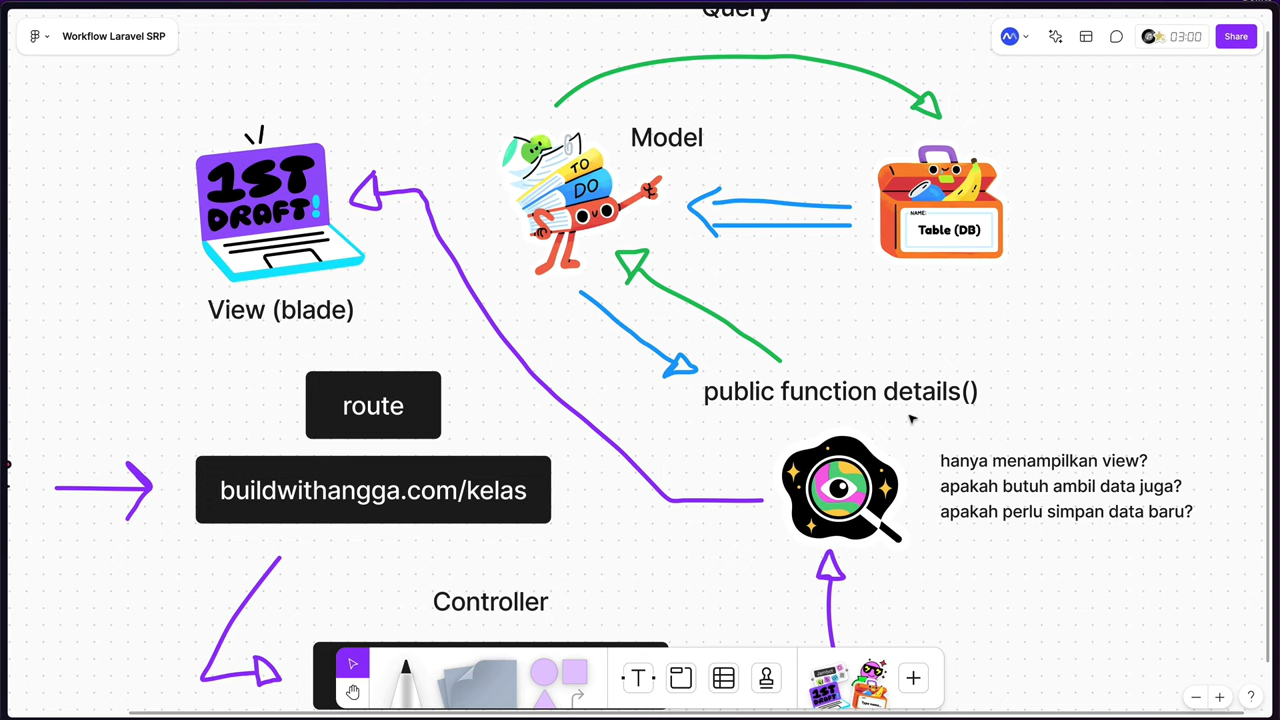 Query
Workflow Laravel SRP
03:00
Share
1ST
DRAFT!
Model
TO
DO
NAME:
Table (DB)
View (blade)
public function details()
route
buildwithangga.com/kelas
hanya menampilkan view?
apakah butuh ambil data juga?
apakah perlu simpan data baru?
Controller
T
1ST
DRAFT
?